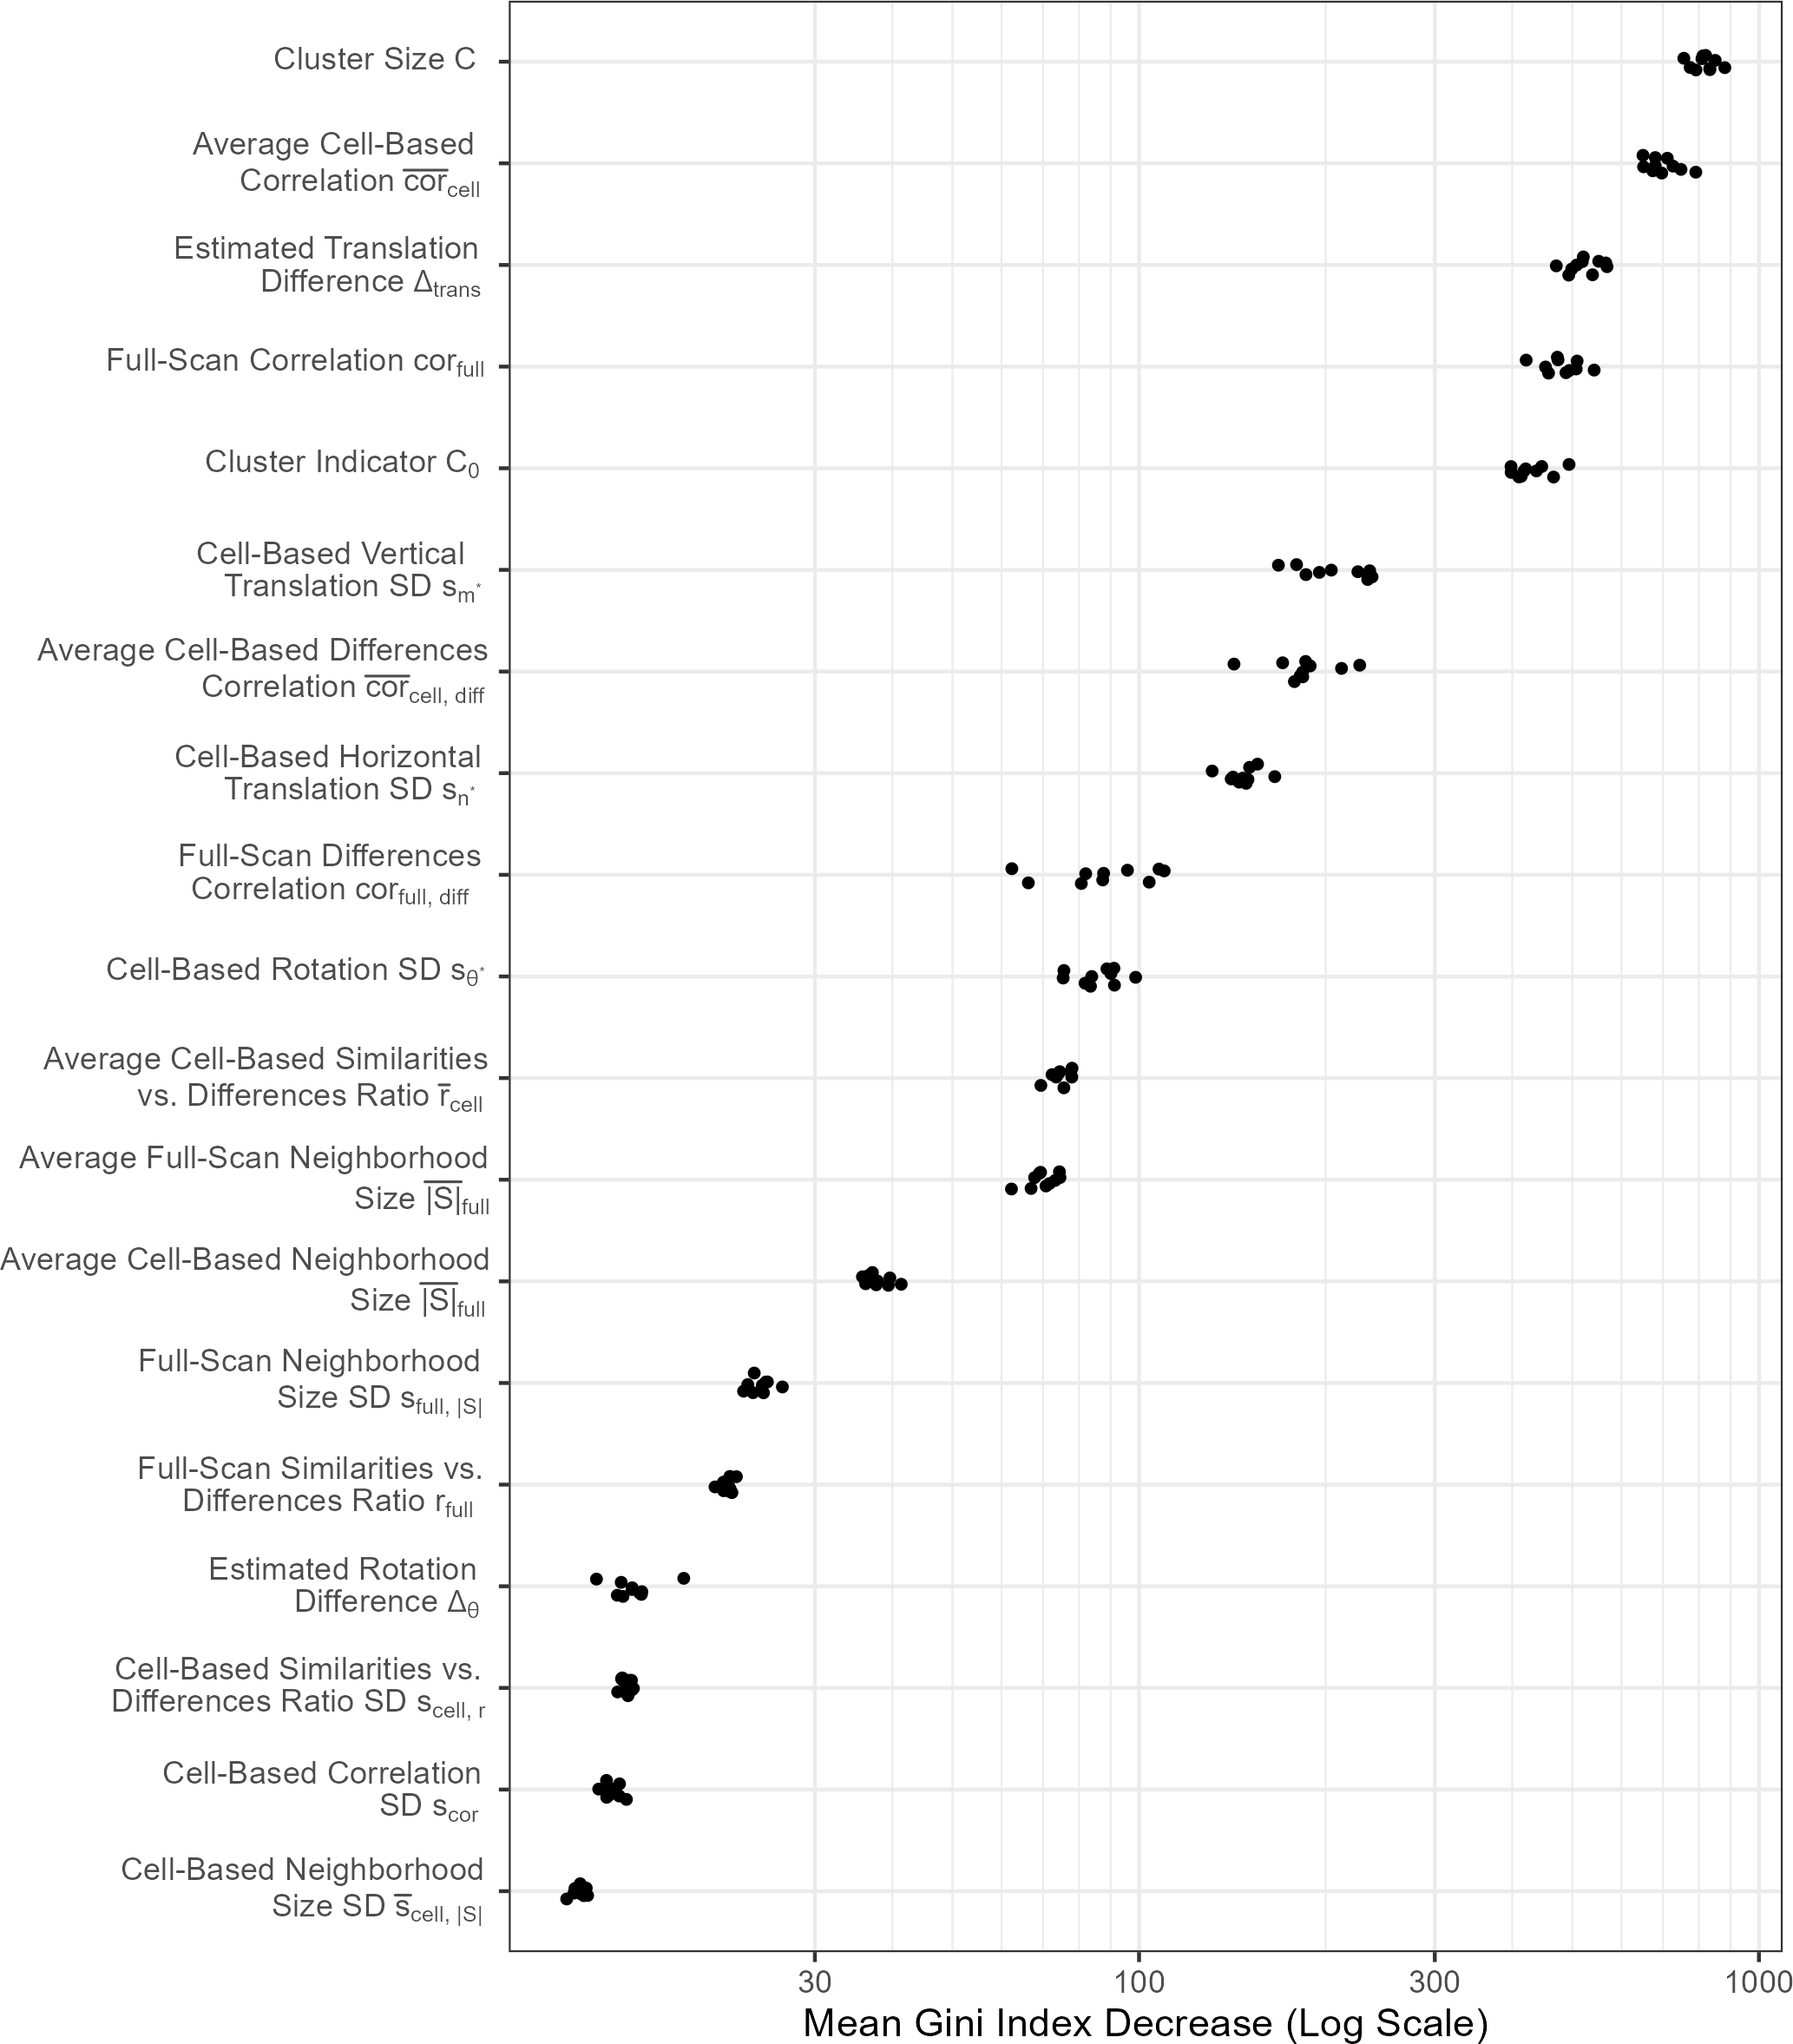 Cluster Size C
Average Cell-Based
Correlation c̅o̅r̅cell
Estimated Translation
Difference Δtrans
Full-Scan Correlation corfull
Cluster Indicator C0
Cell-Based Vertical
Translation SD sm*
Average Cell-Based Differences
Correlation c̅o̅r̅cell, diff
Cell-Based Horizontal
Translation SD sn*
Full-Scan Differences
Correlation corfull, diff
Cell-Based Rotation SD sθ*
Average Cell-Based Similarities
vs. Differences Ratio r̅cell
Average Full-Scan Neighborhood
Size |S|̅full
Average Cell-Based Neighborhood
Size |S|̅full
Full-Scan Neighborhood
Size SD sfull, |S|
Full-Scan Similarities vs.
Differences Ratio rfull
Estimated Rotation
Difference Δθ
Cell-Based Similarities vs.
Differences Ratio SD scell, r
Cell-Based Correlation
SD scor
Cell-Based Neighborhood
Size SD s̅cell, |S|
30 100 300 1000
Mean Gini Index Decrease (Log Scale)